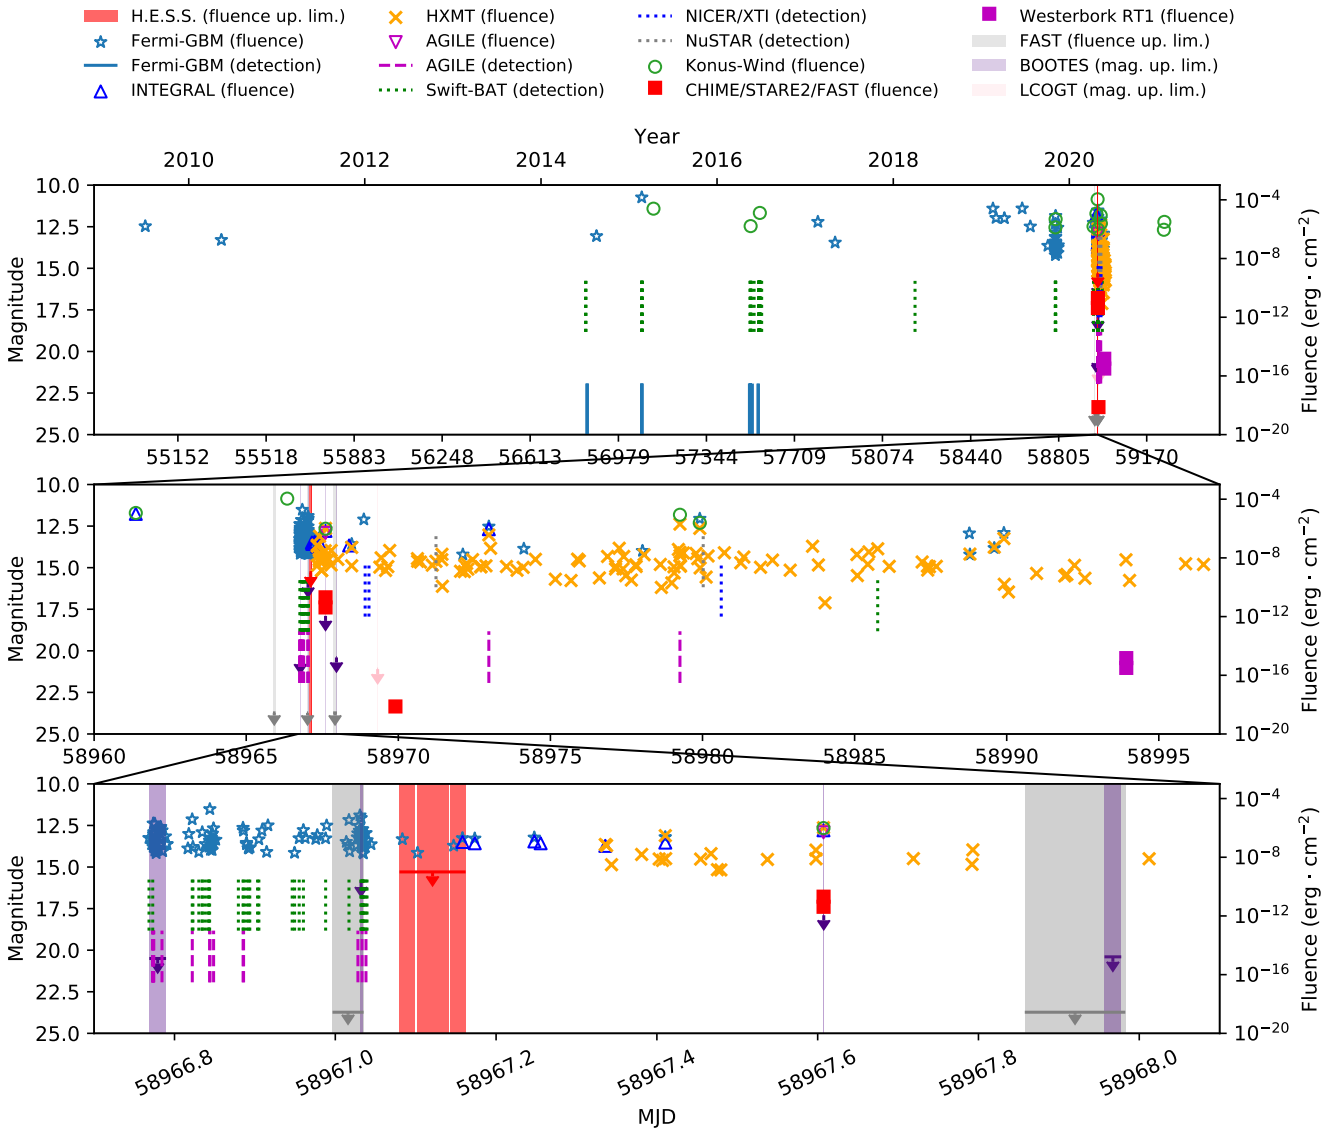 H.E.S.S. (fluence up. lim.)
Fermi-GBM (fluence)
Fermi-GBM (detection)
INTEGRAL (fluence)
HXMT (fluence)
AGILE (fluence)
AGILE (detection)
Swift-BAT (detection)
NICER/XTI (detection)
NuSTAR (detection)
Konus-Wind (fluence)
CHIME/STARE2/FAST (fluence)
Westerbork RT1 (fluence)
FAST (fluence up. lim.)
BOOTES (mag. up. lim.)
LCOGT (mag. up. lim.)
Year
2010 2012 2014 2016 2018 2020
Magnitude
10.0
12.5
15.0
17.5
20.0
22.5
25.0
10⁻⁴
10⁻⁸
10⁻¹²
10⁻¹⁶
10⁻²⁰
Fluence (erg · cm⁻²)
55152 55518 55883 56248 56613 56979 57344 57709 58074 58440 58805 59170
Magnitude
10.0
12.5
15.0
17.5
20.0
22.5
25.0
10⁻⁴
10⁻⁸
10⁻¹²
10⁻¹⁶
10⁻²⁰
Fluence (erg · cm⁻²)
58960 58965 58970 58975 58980 58985 58990 58995
Magnitude
10.0
12.5
15.0
17.5
20.0
22.5
25.0
10⁻⁴
10⁻⁸
10⁻¹²
10⁻¹⁶
10⁻²⁰
Fluence (erg · cm⁻²)
58966.8 58967.0 58967.2 58967.4 58967.6 58967.8 58968.0
MJD